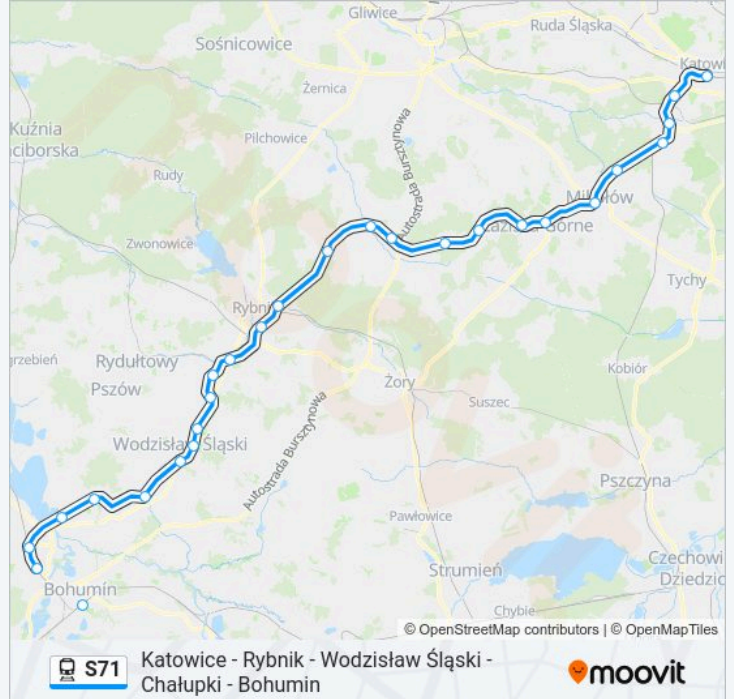 Gliwice
Ruda Śląska
Sośnicowice
Katowi
Żernica
Kuźnia
ciborska
Pilchowice
Autostrada Bursztynowa
Rudy
Mikołów
Górne
Zwonowice
Tychy
Rybnik
grzebień
Rydułtowy
Kobiór
Pszów
Żory
Suszec
Wodzisław Śląski
Autostrada Bursztynowa
Pszczyna
Pawłowice
Strumień
Czechowi
Dziedzic
Bohumín
Chybie
© OpenStreetMap contributors | © OpenMapTiles
S71
Katowice - Rybnik - Wodzisław Śląski -
Chałupki - Bohumin
moovit